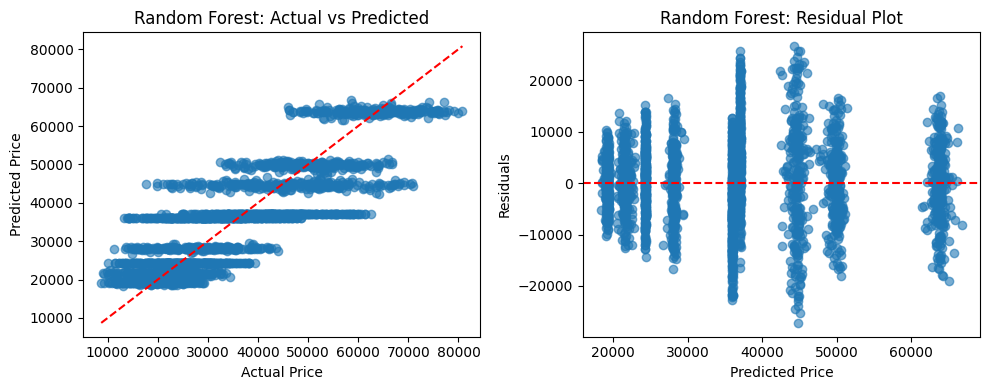 Random Forest: Actual vs Predicted
80000
70000
60000
50000
40000
30000
20000
10000
Predicted Price
10000 20000 30000 40000 50000 60000 70000 80000
Actual Price
Random Forest: Residual Plot
20000
10000
0
−10000
−20000
Residuals
20000 30000 40000 50000 60000
Predicted Price